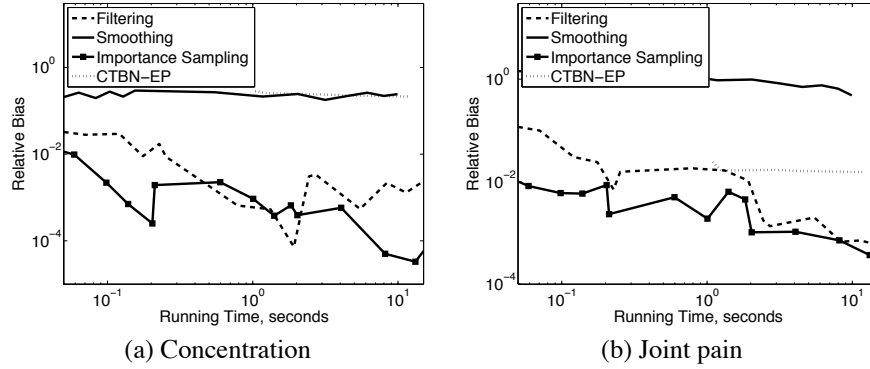 Filtering
Smoothing
Importance Sampling
CTBN−EP
10^0
10^−2
10^−4
Relative Bias
10^−1
10^0
10^1
Running Time, seconds
(a) Concentration
Filtering
Smoothing
Importance Sampling
CTBN−EP
10^0
10^−2
10^−4
Relative Bias
10^−1
10^0
10^1
Running Time, seconds
(b) Joint pain